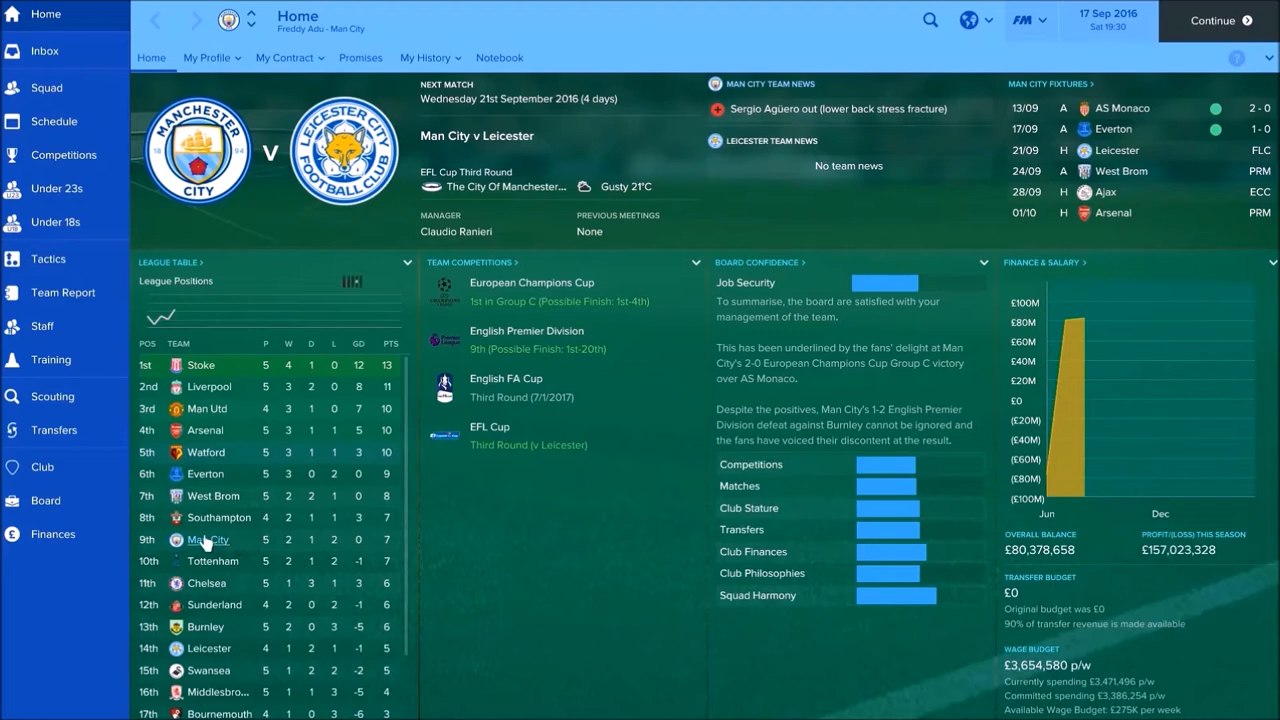 Home
Inbox
Squad
Schedule
Competitions
Under 23s
Under 18s
Tactics
Team Report
Staff
Training
Scouting
Transfers
Club
Board
Finances
Home
Freddy Adu - Man City
FM
17 Sep 2016
Sat 19:30
Continue
Home My Profile My Contract Promises My History Notebook
MANCHESTER
18 94
CITY
V
LEICESTER CITY
FOOTBALL CLUB
NEXT MATCH
Wednesday 21st September 2016 (4 days)
Man City v Leicester
EFL Cup Third Round
The City Of Manchester... Gusty 21°C
MANAGER PREVIOUS MEETINGS
Claudio Ranieri None
MAN CITY TEAM NEWS
Sergio Agüero out (lower back stress fracture)
LEICESTER TEAM NEWS
No team news
MAN CITY FIXTURES >
13/09 A AS Monaco 2 - 0
17/09 A Everton 1 - 0
21/09 H Leicester FLC
24/09 A West Brom PRM
28/09 H Ajax ECC
01/10 H Arsenal PRM
LEAGUE TABLE >
League Positions
POS TEAM P W D L GD PTS
1st Stoke 5 4 1 0 12 13
2nd Liverpool 5 3 2 0 8 11
3rd Man Utd 4 3 1 0 7 10
4th Arsenal 5 3 1 1 5 10
5th Watford 5 3 1 1 3 10
6th Everton 5 3 0 2 0 9
7th West Brom 5 2 2 1 0 8
8th Southampton 4 2 1 1 3 7
9th Man City 5 2 1 2 0 7
10th Tottenham 5 2 1 2 -1 7
11th Chelsea 5 1 3 1 3 6
12th Sunderland 4 2 0 2 -1 6
13th Burnley 5 2 0 3 -5 6
14th Leicester 4 1 2 1 -1 5
15th Swansea 5 1 2 2 -2 5
16th Middlesbro... 5 1 1 3 -5 4
17th Bournemouth 4 1 0 3 -6 3
TEAM COMPETITIONS >
European Champions Cup
1st in Group C (Possible Finish: 1st-4th)
English Premier Division
9th (Possible Finish: 1st-20th)
English FA Cup
Third Round (7/1/2017)
EFL Cup
Third Round (v Leicester)
BOARD CONFIDENCE >
Job Security
To summarise, the board are satisfied with your
management of the team.
This has been underlined by the fans' delight at Man
City's 2-0 European Champions Cup Group C victory
over AS Monaco.
Despite the positives, Man City's 1-2 English Premier
Division defeat against Burnley cannot be ignored and
the fans have voiced their discontent at the result.
Competitions
Matches
Club Stature
Transfers
Club Finances
Club Philosophies
Squad Harmony
FINANCE & SALARY >
£100M
£80M
£60M
£40M
£20M
£0
(£20M)
(£40M)
(£60M)
(£80M)
(£100M)
Jun Dec
OVERALL BALANCE PROFIT/(LOSS) THIS SEASON
£80,378,658 £157,023,328
TRANSFER BUDGET
£0
Original budget was £0
90% of transfer revenue is made available
WAGE BUDGET
£3,654,580 p/w
Currently spending £3,471,496 p/w
Committed spending £3,386,254 p/w
Available Wage Budget: £275K per week